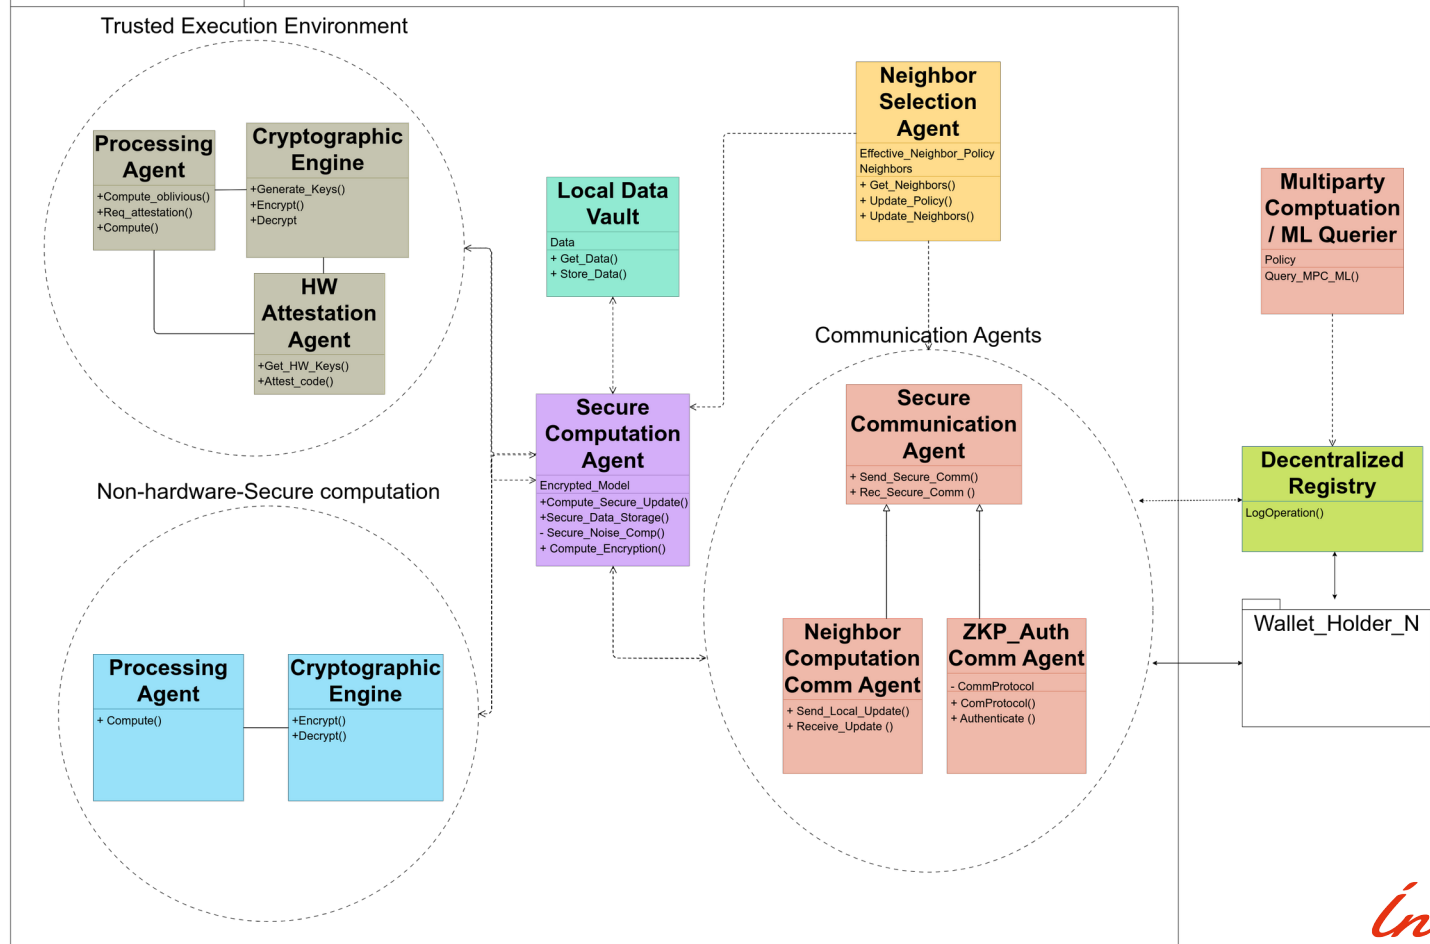 Trusted Execution Environment
Processing
Agent
+Compute_oblivious()
+Req_attestation()
+Compute()
Cryptographic
Engine
+Generate_Keys()
+Encrypt()
+Decrypt
HW
Attestation
Agent
+Get_HW_Keys()
+Attest_code()
Non-hardware-Secure computation
Processing
Agent
+ Compute()
Cryptographic
Engine
+Encrypt()
+Decrypt()
Local Data
Vault
Data
+ Get_Data()
+ Store_Data()
Secure
Computation
Agent
Encrypted_Model
+Compute_Secure_Update()
+Secure_Data_Storage()
- Secure_Noise_Comp()
+ Compute_Encryption()
Neighbor
Selection
Agent
Effective_Neighbor_Policy
Neighbors
+ Get_Neighbors()
+ Update_Policy()
+ Update_Neighbors()
Communication Agents
Secure
Communication
Agent
+ Send_Secure_Comm()
+ Rec_Secure_Comm ()
Neighbor
Computation
Comm Agent
+ Send_Local_Update()
+ Receive_Update ()
ZKP_Auth
Comm Agent
- CommProtocol
+ ComProtocol()
+ Authenticate ()
Multiparty
Comptuation
/ ML Querier
Policy
Query_MPC_ML()
Decentralized
Registry
LogOperation()
Wallet_Holder_N
In